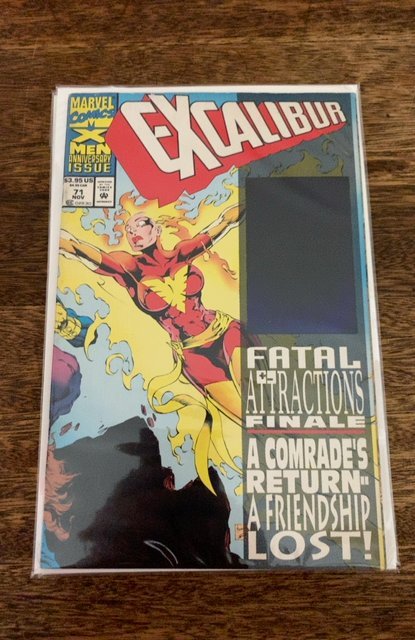 MARVEL
COMICS
X
MEN
ANNIVERSARY
ISSUE
$3.95 US
71
NOV
EXCALIBUR
FATAL
ATTRACTIONS
FINALE
A COMRADE'S
RETURN--
A FRIENDSHIP
LOST!